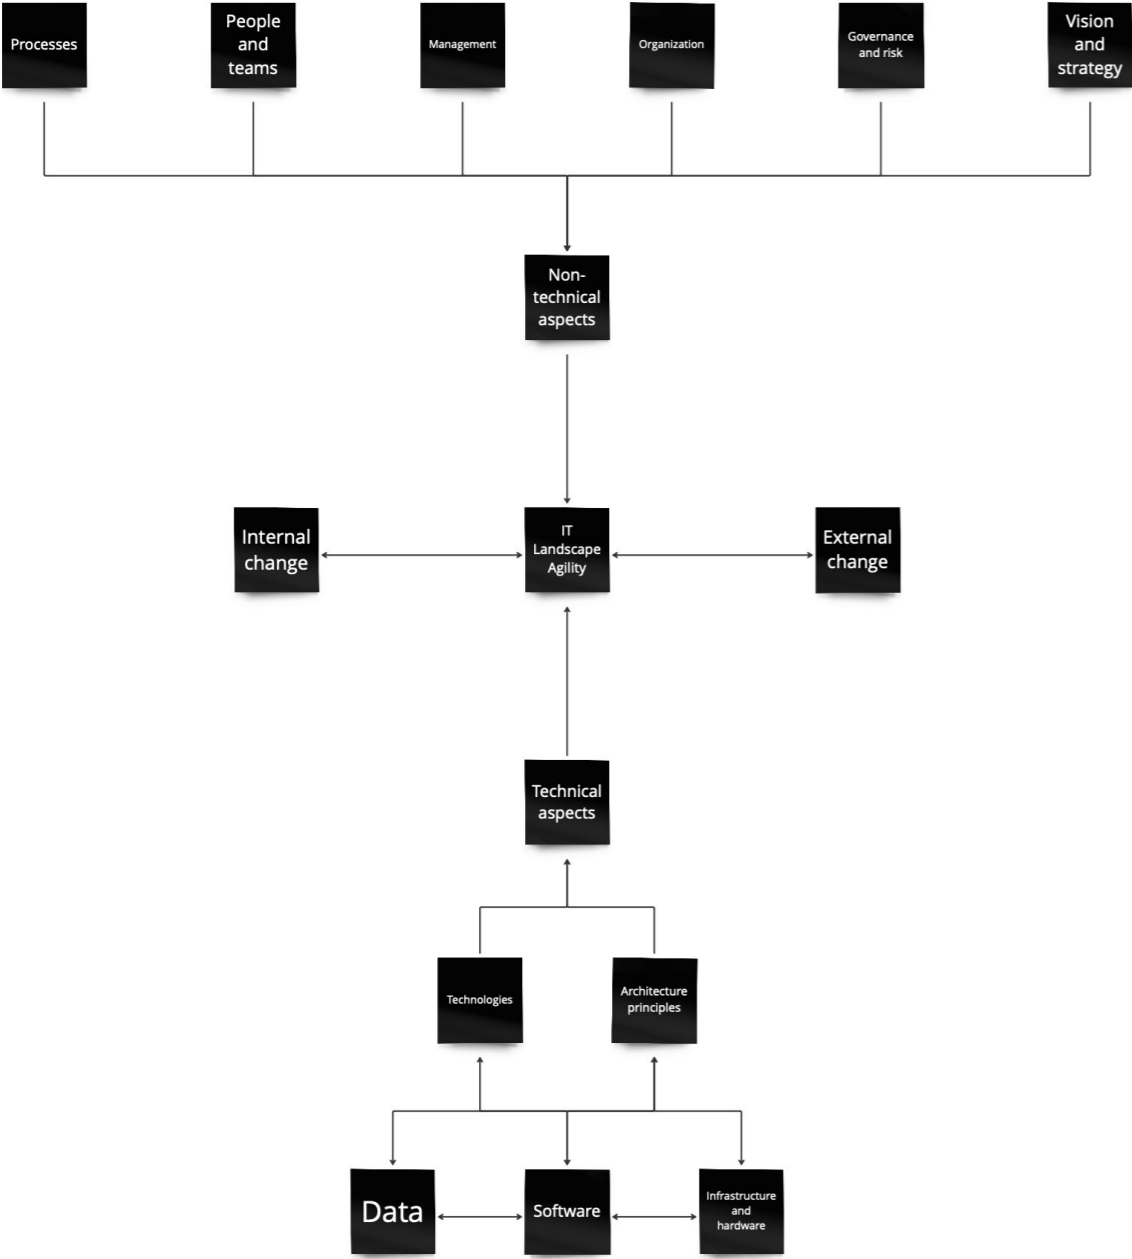 Processes
People
and
teams
Management
Organization
Governance
and risk
Vision
and
strategy
Non-
technical
aspects
Internal
change
IT
Landscape
Agility
External
change
Technical
aspects
Technologies
Architecture
principles
Data
Software
Infrastructure
and
hardware